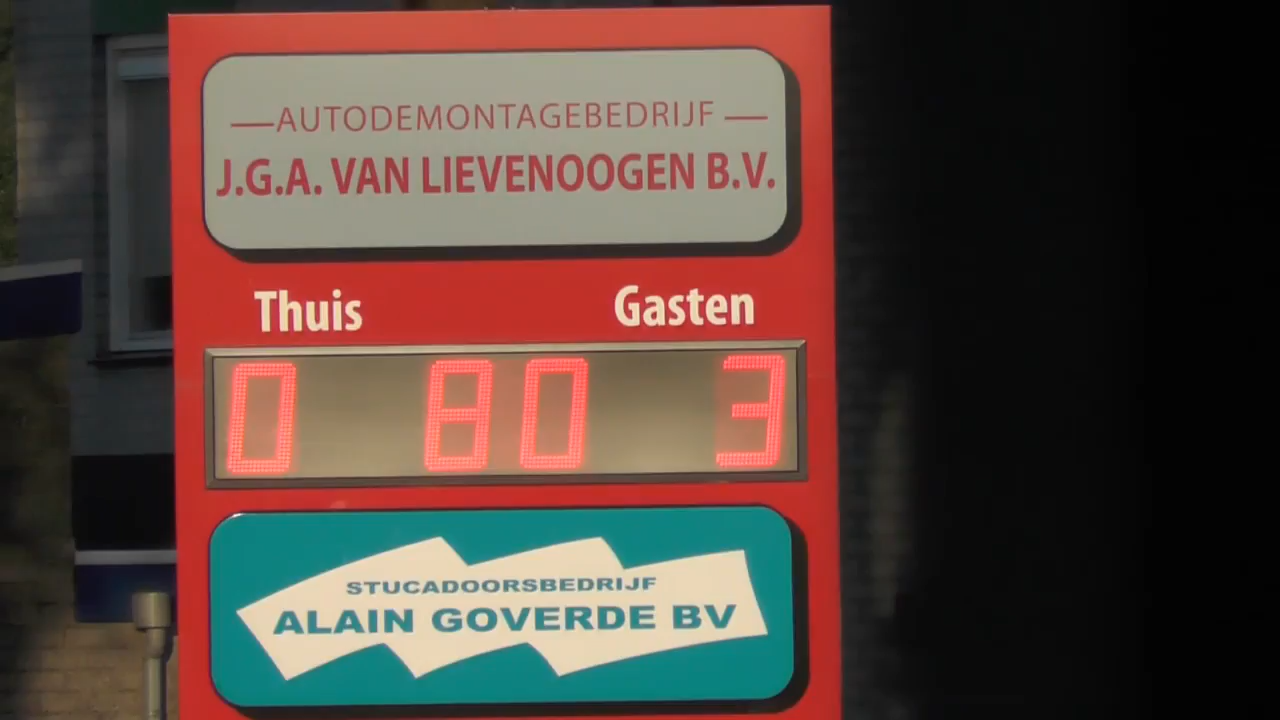 AUTODEMONTAGEBEDRIJF
J.G.A. VAN LIEVENOOGEN B.V.
Thuis Gasten
0 80 3
STUCADOORSBEDRIJF
ALAIN GOVERDE BV